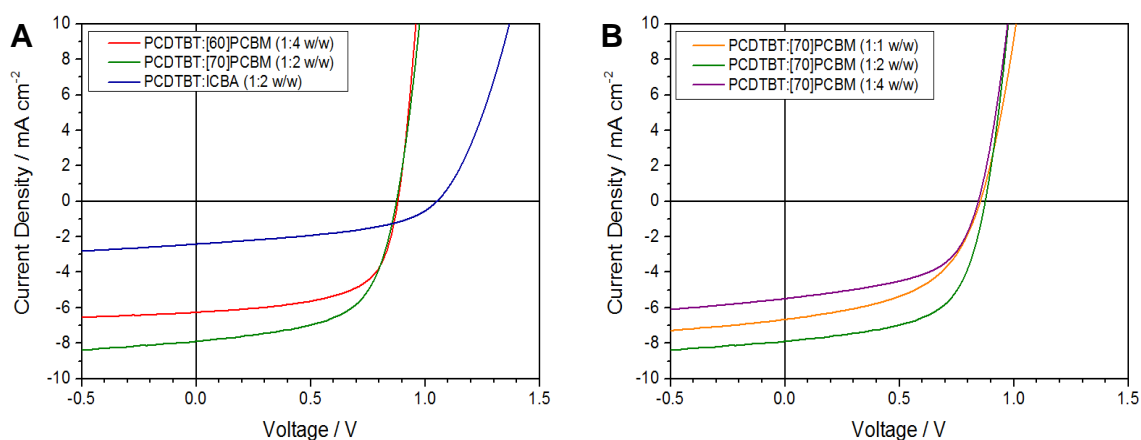 A
PCDTBT:[60]PCBM (1:4 w/w)
PCDTBT:[70]PCBM (1:2 w/w)
PCDTBT:ICBA (1:2 w/w)
Current Density / mA cm⁻²
10
8
6
4
2
0
-2
-4
-6
-8
-10
-0.5 0.0 0.5 1.0 1.5
Voltage / V
B
PCDTBT:[70]PCBM (1:1 w/w)
PCDTBT:[70]PCBM (1:2 w/w)
PCDTBT:[70]PCBM (1:4 w/w)
Current Density / mA cm⁻²
10
8
6
4
2
0
-2
-4
-6
-8
-10
-0.5 0.0 0.5 1.0 1.5
Voltage / V